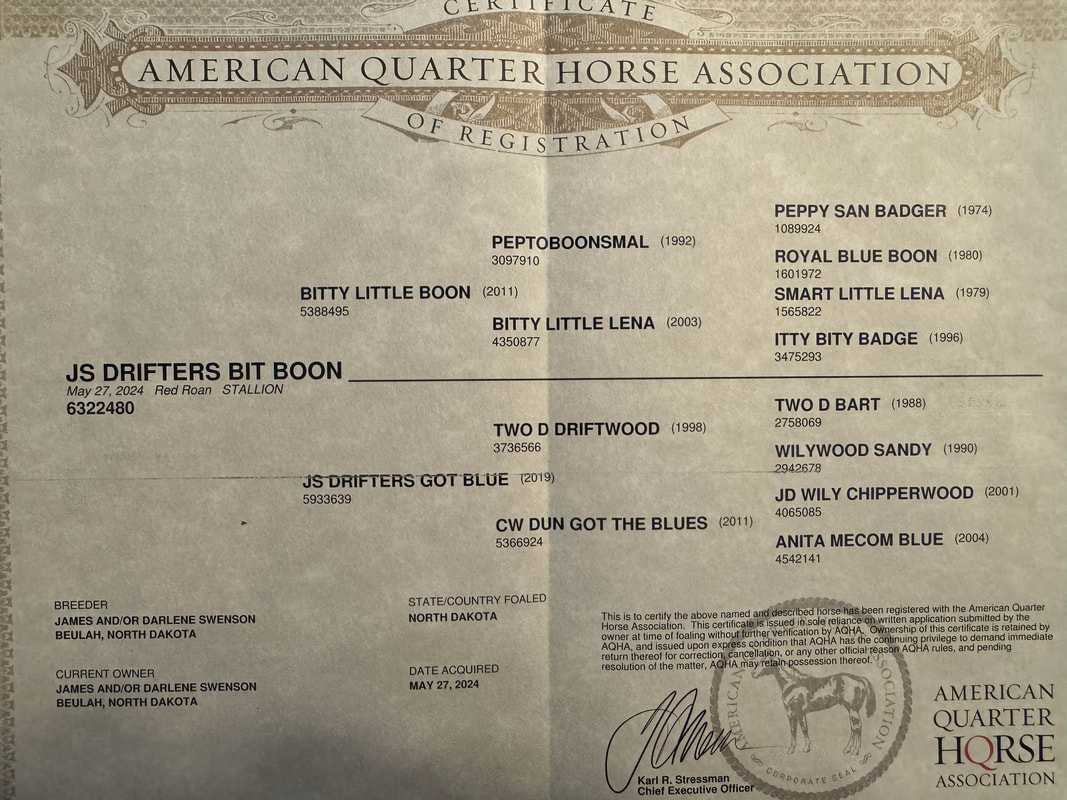 CERTIFICATE
AMERICAN QUARTER HORSE ASSOCIATION
OF REGISTRATION
PEPPY SAN BADGER (1974)
1089924
PEPTOBOONSMAL (1992)
3097910
ROYAL BLUE BOON (1980)
1601972
BITTY LITTLE BOON (2011)
5388495
SMART LITTLE LENA (1979)
1565822
BITTY LITTLE LENA (2003)
4350877
ITTY BITY BADGE (1996)
3475293
JS DRIFTERS BIT BOON
May 27, 2024 Red Roan STALLION
6322480
TWO D BART (1988)
2758069
TWO D DRIFTWOOD (1998)
3736566
WILYWOOD SANDY (1990)
2942678
JS DRIFTERS GOT BLUE (2019)
5933639
JD WILY CHIPPERWOOD (2001)
4065085
CW DUN GOT THE BLUES (2011)
5366924
ANITA MECOM BLUE (2004)
4542141
BREEDER
JAMES AND/OR DARLENE SWENSON
BEULAH, NORTH DAKOTA
STATE/COUNTRY FOALED
NORTH DAKOTA
CURRENT OWNER
JAMES AND/OR DARLENE SWENSON
BEULAH, NORTH DAKOTA
DATE ACQUIRED
MAY 27, 2024
This is to certify the above named and described horse has been registered with the American Quarter
Horse Association. This certificate is issued in sole reliance on written application submitted by the
owner at time of foaling without further verification by AQHA. Ownership of this certificate is retained by
AQHA, and issued upon express condition that AQHA has the continuing privilege to demand immediate
return thereof for correction, cancellation, or any other official reason AQHA rules, and pending
resolution of the matter, AQHA may retain possession thereof.
Karl R. Stressman
Chief Executive Officer
CORPORATE SEAL
AMERICAN
QUARTER
HORSE
ASSOCIATION